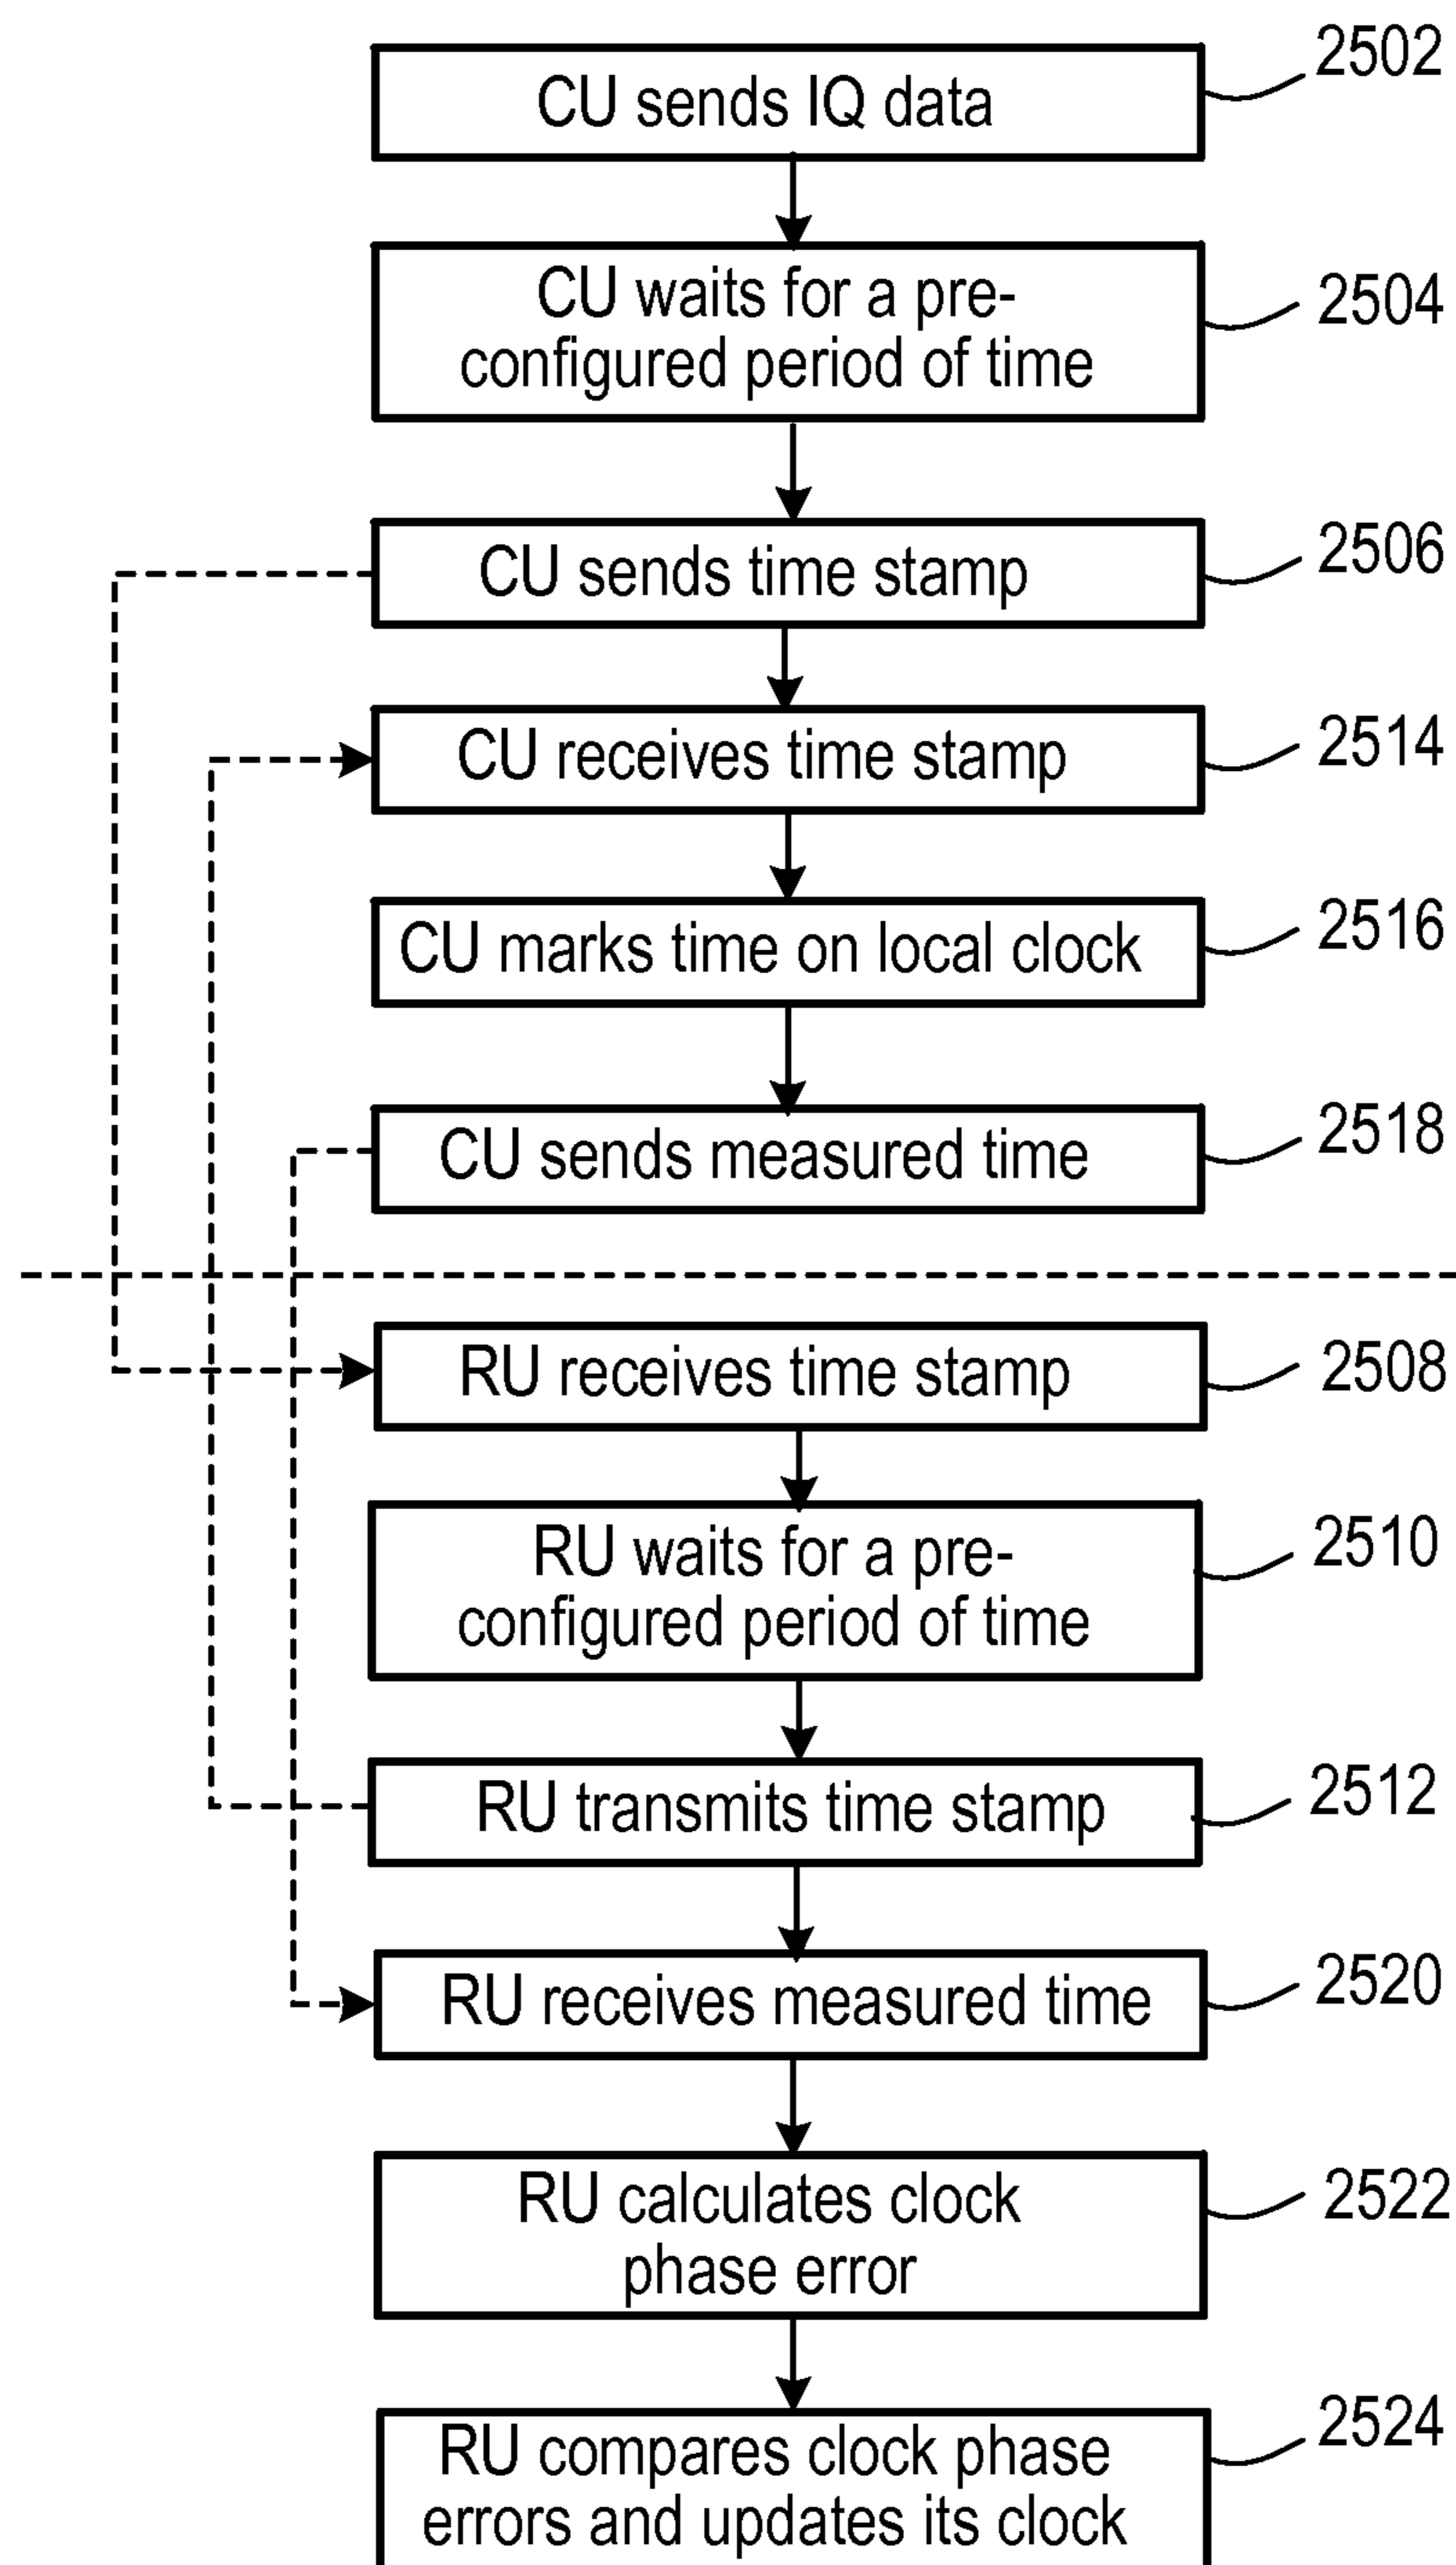 2502
CU sends IQ data
CU waits for a pre-
configured period of time
2504
CU sends time stamp
2506
CU receives time stamp
2514
CU marks time on local clock
2516
CU sends measured time
2518
RU receives time stamp
2508
RU waits for a pre-
configured period of time
2510
RU transmits time stamp
2512
RU receives measured time
2520
RU calculates clock
phase error
2522
RU compares clock phase
errors and updates its clock
2524